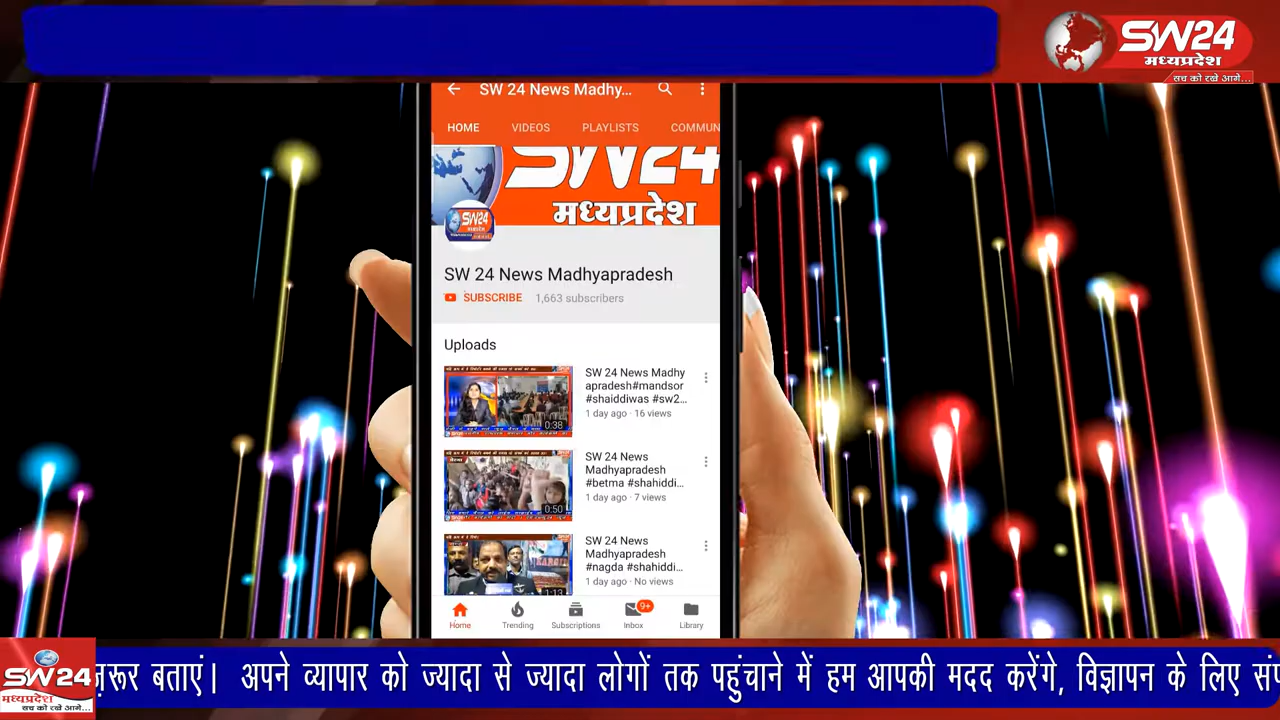 SW24
मध्यप्रदेश
सच को रखे आगे...
SW 24 News Madhy...
HOME VIDEOS PLAYLISTS COMMUN
SW24
मध्यप्रदेश
SW24
SW 24 News Madhyapradesh
SUBSCRIBE 1,663 subscribers
Uploads
SW 24 News Madhy
apradesh#mandsor
#shaiddiwas #sw2...
1 day ago · 16 views
0:38
SW 24 News
Madhyapradesh
#betma #shahiddi...
1 day ago · 7 views
0:50
SW 24 News
Madhyapradesh
#nagda #shahiddi...
1 day ago · No views
1:13
9+
Home Trending Subscriptions Inbox Library
SW24
मध्यप्रदेश
सच को रखे आगे...
ज़रूर बताएं। अपने व्यापार को ज्यादा से ज्यादा लोगों तक पहुंचाने में हम आपकी मदद करेंगे, विज्ञापन के लिए संप